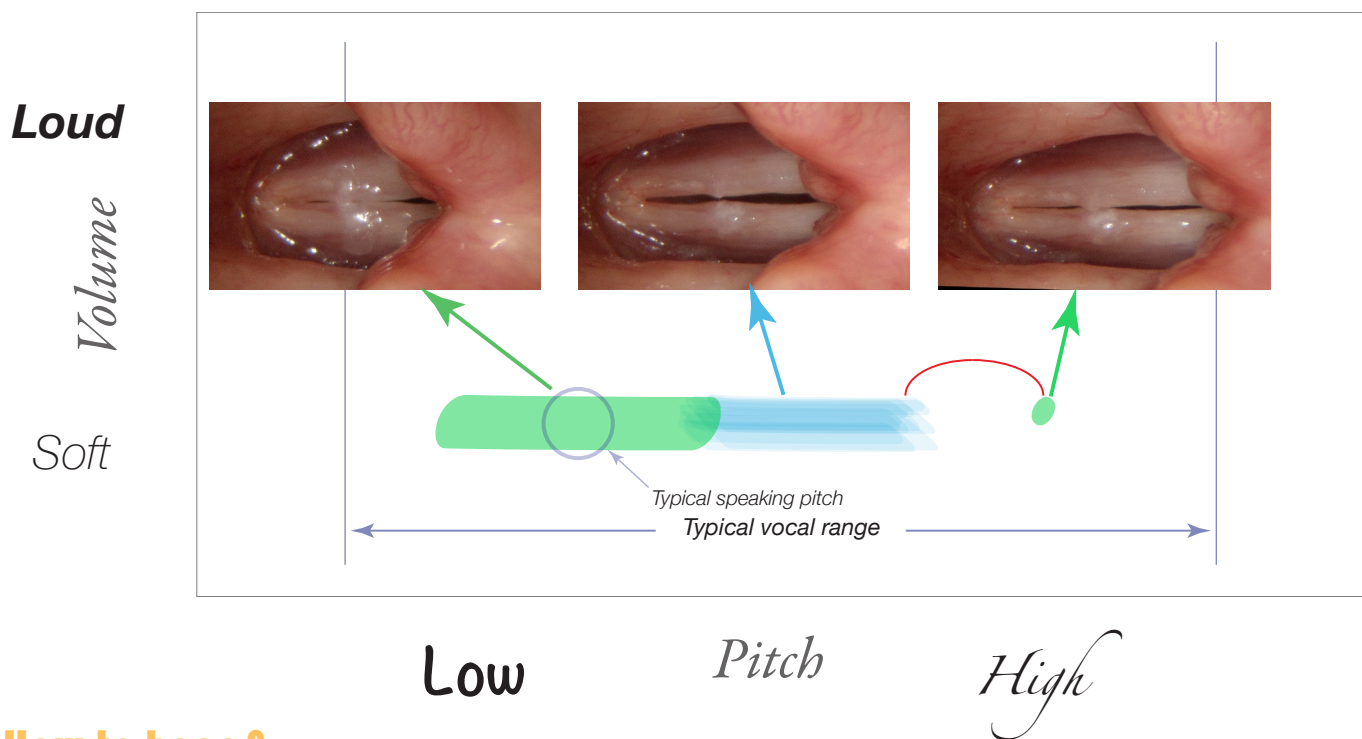 Loud
Volume
Soft
Typical speaking pitch
Typical vocal range
Low
Pitch
High